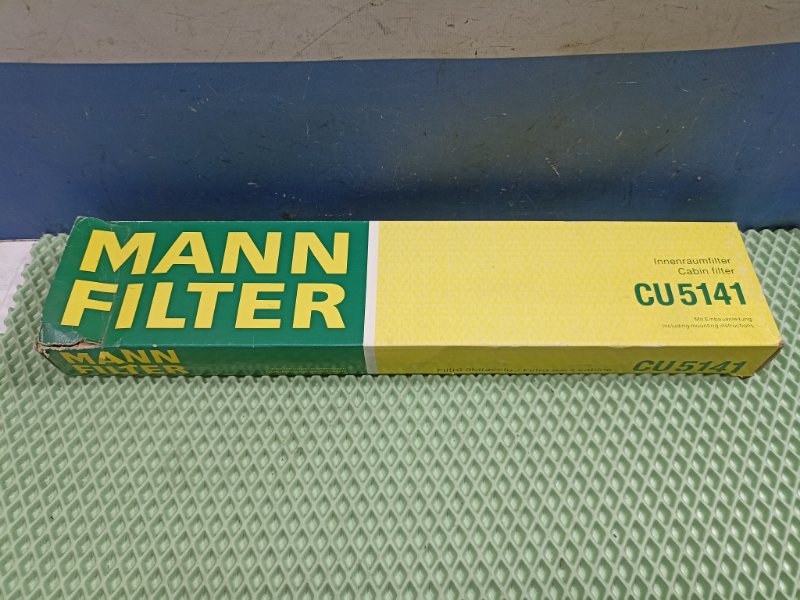 MANN
FILTER
Innenraumfilter
Cabin filter
CU 5141
Mit Einbauanleitung
including mounting instructions
MANN
FILTER
CU 5141